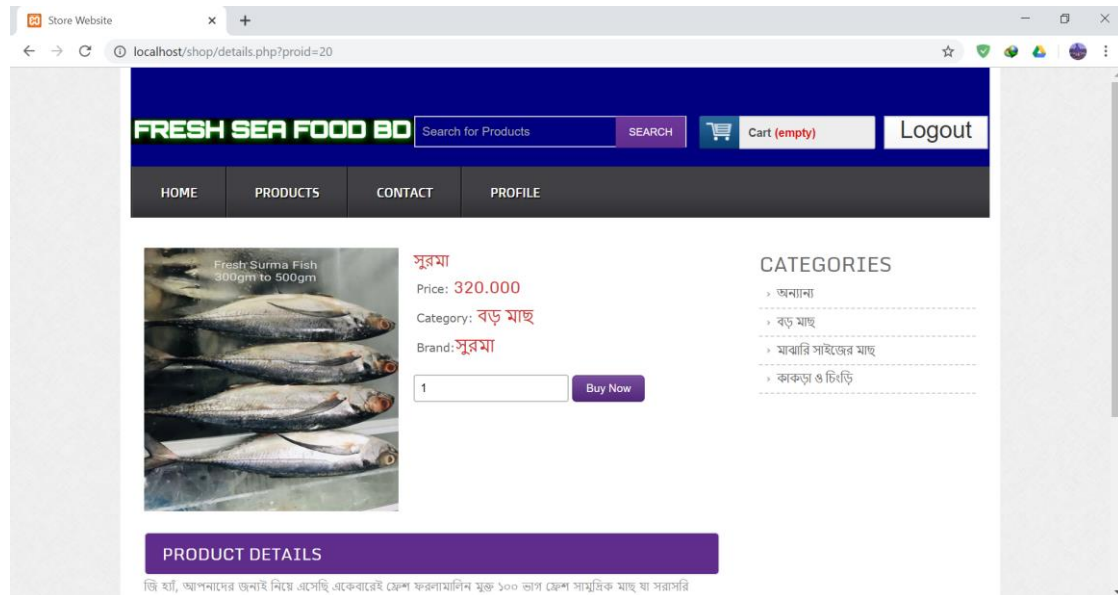 Store Website
localhost/shop/details.php?proid=20
FRESH SEA FOOD BD
Search for Products
SEARCH
Cart (empty)
Logout
HOME PRODUCTS CONTACT PROFILE
Fresh Surma Fish
300gm to 500gm
সুরমা
Price: 320.000
Category: বড় মাছ
Brand:সুরমা
1
Buy Now
CATEGORIES
অন্যান্য
বড় মাছ
মাঝারি সাইজের মাছ
কাকড়া ও চিংড়ি
PRODUCT DETAILS
জি হ্যাঁ, আপনাদের জন্যই নিয়ে এসেছি একেবারেই ফ্রেশ ফরলামালিন মুক্ত ১০০ ভাগ ফ্রেশ সামুদ্রিক মাছ যা সরাসরি